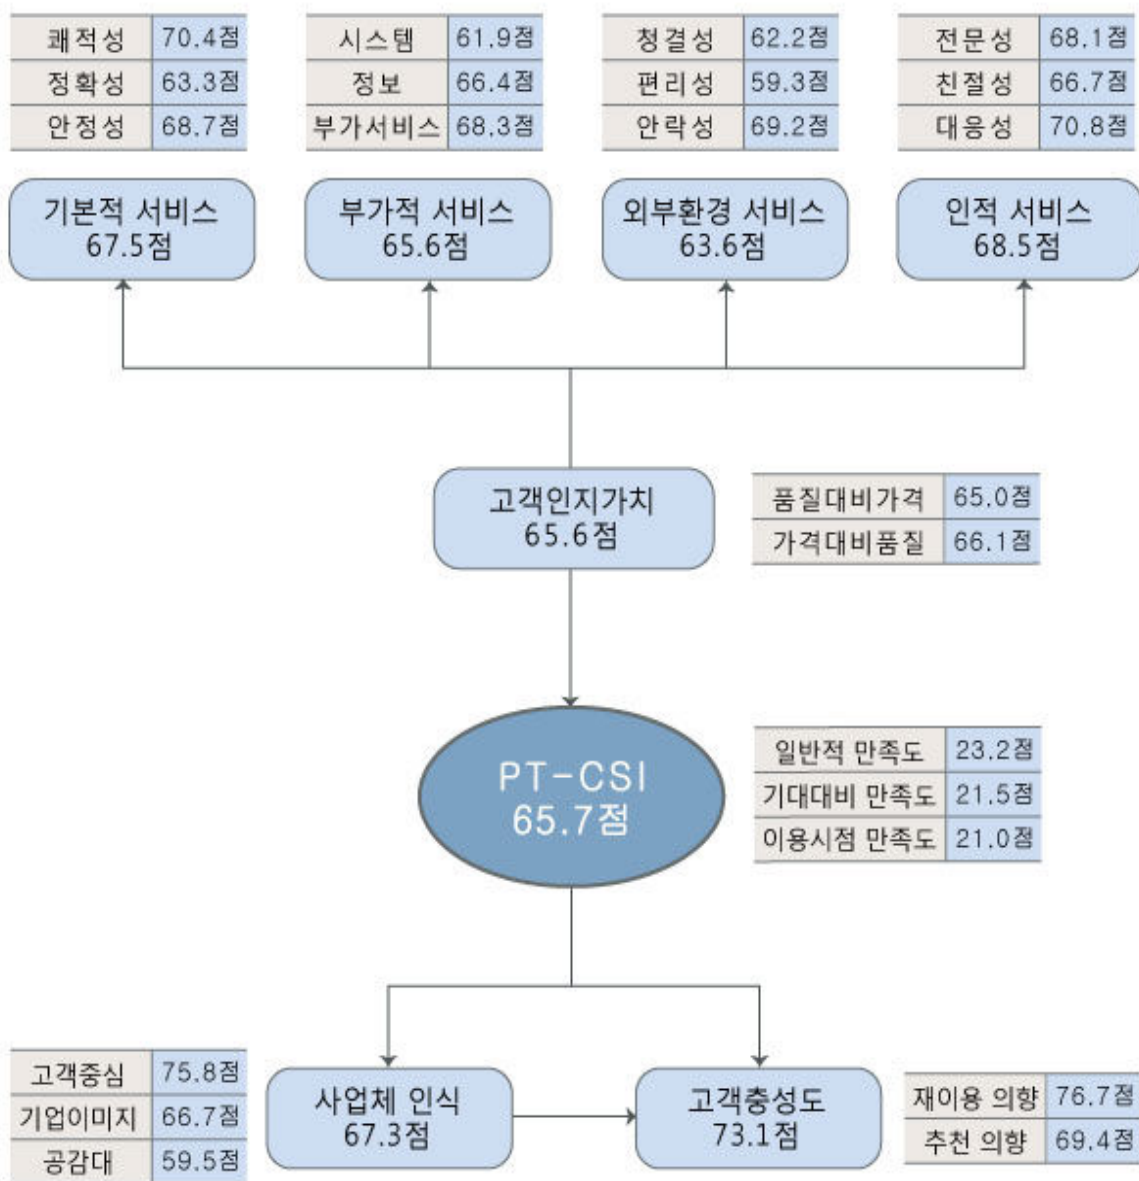 쾌적성 70.4점
정확성 63.3점
안정성 68.7점
시스템 61.9점
정보 66.4점
부가서비스 68.3점
청결성 62.2점
편리성 59.3점
안락성 69.2점
전문성 68.1점
친절성 66.7점
대응성 70.8점
기본적 서비스
67.5점
부가적 서비스
65.6점
외부환경 서비스
63.6점
인적 서비스
68.5점
고객인지가치
65.6점
품질대비가격 65.0점
가격대비품질 66.1점
PT-CSI
65.7점
일반적 만족도 23.2점
기대대비 만족도 21.5점
이용시점 만족도 21.0점
고객중심 75.8점
기업이미지 66.7점
공감대 59.5점
사업체 인식
67.3점
고객충성도
73.1점
재이용 의향 76.7점
추천 의향 69.4점